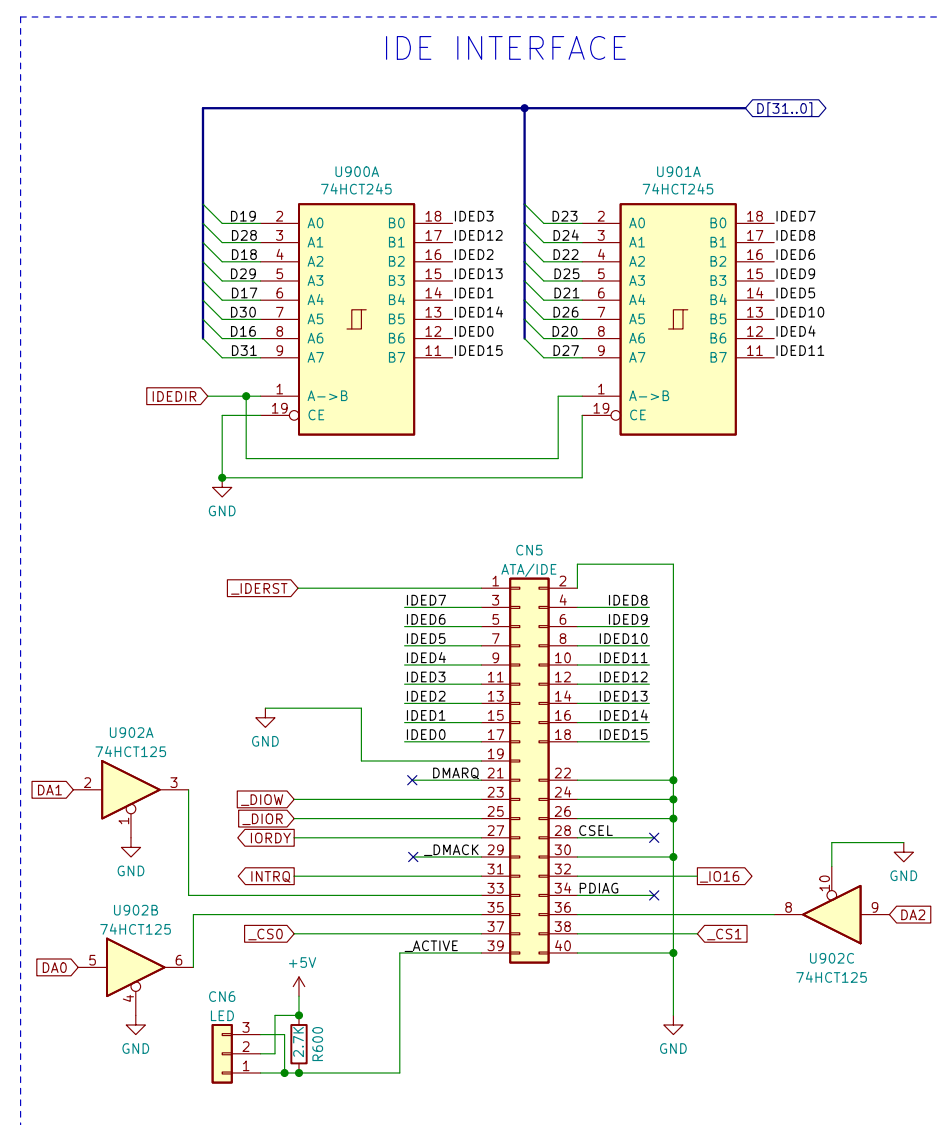 IDE INTERFACE
D[31..0]
U900A
74HCT245
D19 2 A0 B0 18 IDED3
D28 3 A1 B1 17 IDED12
D18 4 A2 B2 16 IDED2
D29 5 A3 B3 15 IDED13
D17 6 A4 B4 14 IDED1
D30 7 A5 B5 13 IDED14
D16 8 A6 B6 12 IDED0
D31 9 A7 B7 11 IDED15
IDEDIR 1 A->B
19 CE
GND
U901A
74HCT245
D23 2 A0 B0 18 IDED7
D24 3 A1 B1 17 IDED8
D22 4 A2 B2 16 IDED6
D25 5 A3 B3 15 IDED9
D21 6 A4 B4 14 IDED5
D26 7 A5 B5 13 IDED10
D20 8 A6 B6 12 IDED4
D27 9 A7 B7 11 IDED11
1 A->B
19 CE
CN5
ATA/IDE
_IDERST 1 2
IDED7 3 4 IDED8
IDED6 5 6 IDED9
IDED5 7 8 IDED10
IDED4 9 10 IDED11
IDED3 11 12 IDED12
IDED2 13 14 IDED13
IDED1 15 16 IDED14
IDED0 17 18 IDED15
GND 19
DMARQ 21 22
_DIOW 23 24
_DIOR 25 26
IORDY 27 28 CSEL
_DMACK 29 30
INTRQ 31 32 _IO16
33 34 PDIAG
35 36
_CS0 37 38 _CS1
_ACTIVE 39 40
GND
U902A
74HCT125
DA1 2 3
1
GND
U902B
74HCT125
DA0 5 6
4
GND
GND
10
8 9 DA2
U902C
74HCT125
+5V
CN6
LED
3
2
1
2.7K
R600